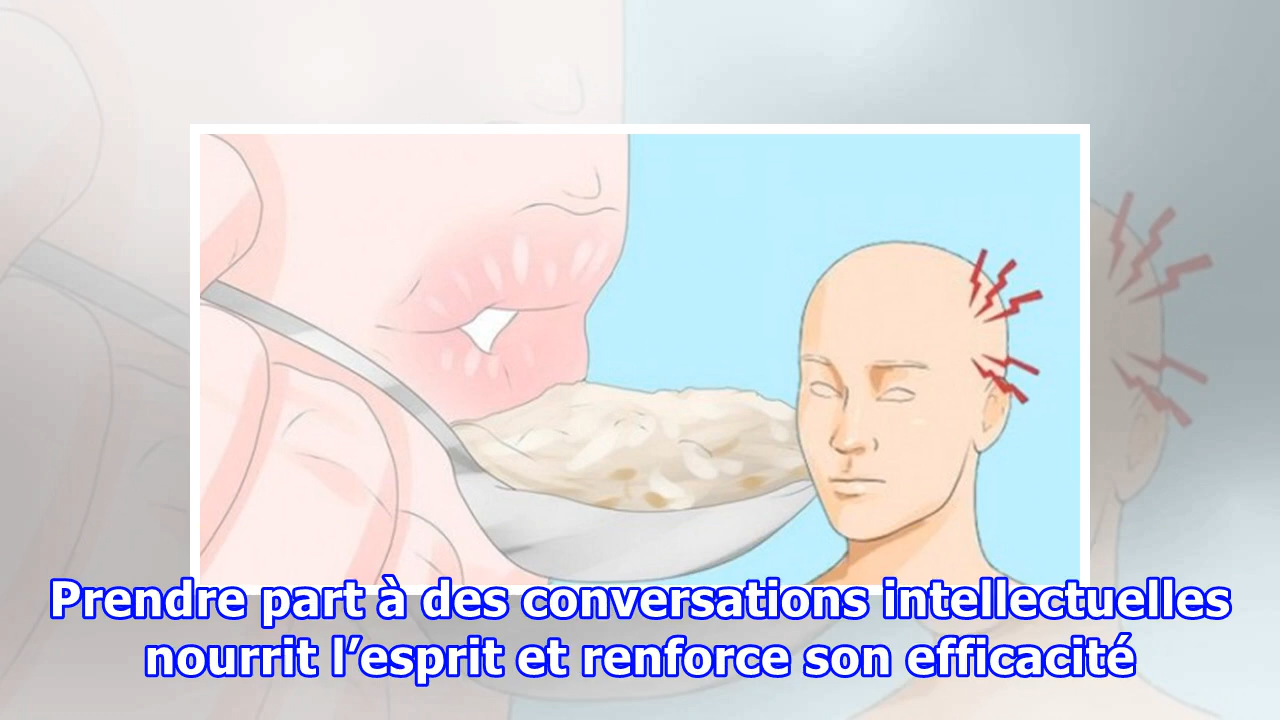 Prendre part à des conversations intellectuelles
nourrit l’esprit et renforce son efficacité